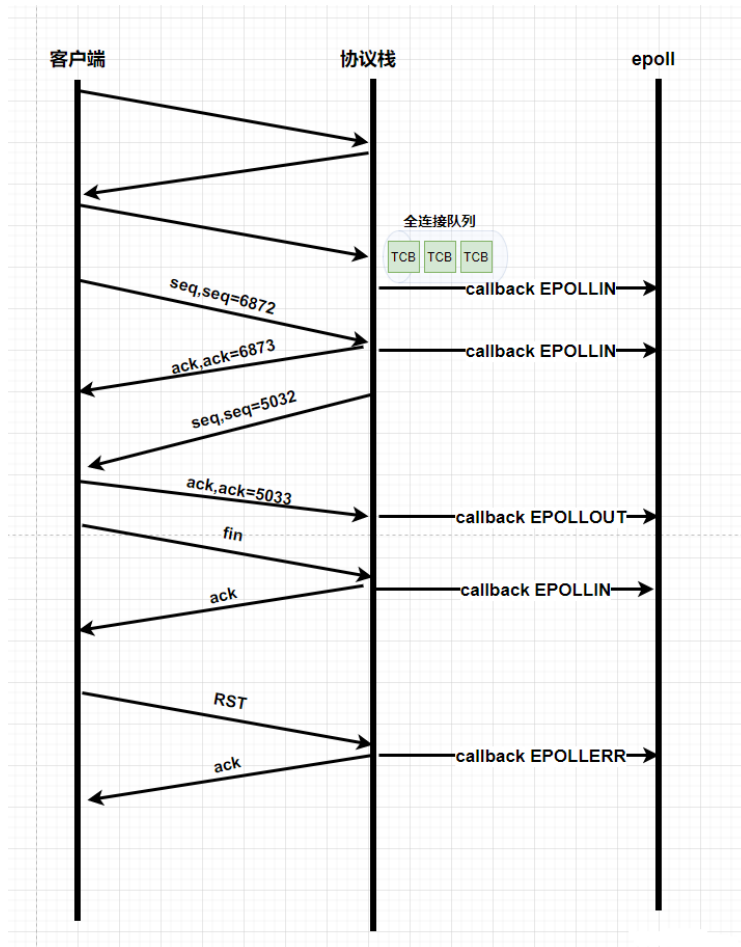 客户端
协议栈
epoll
全连接队列
TCB TCB TCB
seq,seq=6872
callback EPOLLIN
ack,ack=6873
callback EPOLLIN
seq,seq=5032
ack,ack=5033
callback EPOLLOUT
fin
callback EPOLLIN
ack
RST
callback EPOLLERR
ack